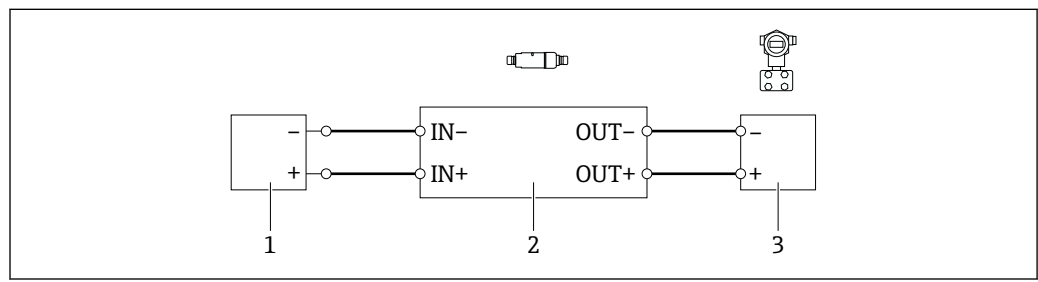 − IN− OUT− −
+ IN+ OUT+ +
1 2 3